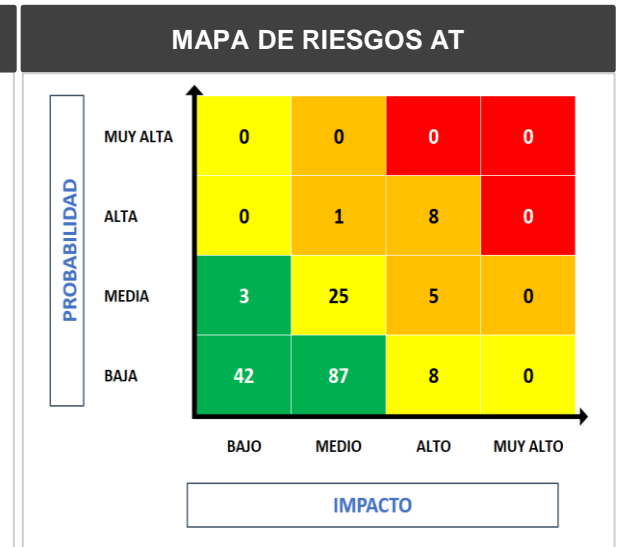 MAPA DE RIESGOS AT
PROBABILIDAD
MUY ALTA 0 0 0 0
ALTA 0 1 8 0
MEDIA 3 25 5 0
BAJA 42 87 8 0
BAJO MEDIO ALTO MUY ALTO
IMPACTO